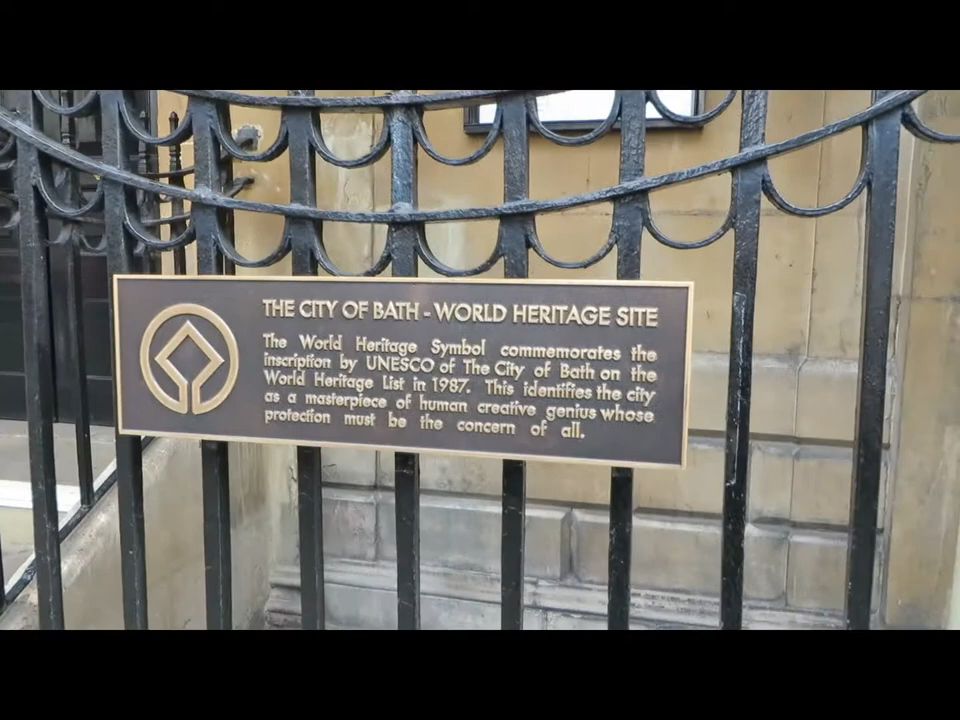 THE CITY OF BATH - WORLD HERITAGE SITE
The World Heritage Symbol commemorates the
inscription by UNESCO of The City of Bath on the
World Heritage List in 1987. This identifies the city
as a masterpiece of human creative genius whose
protection must be the concern of all.